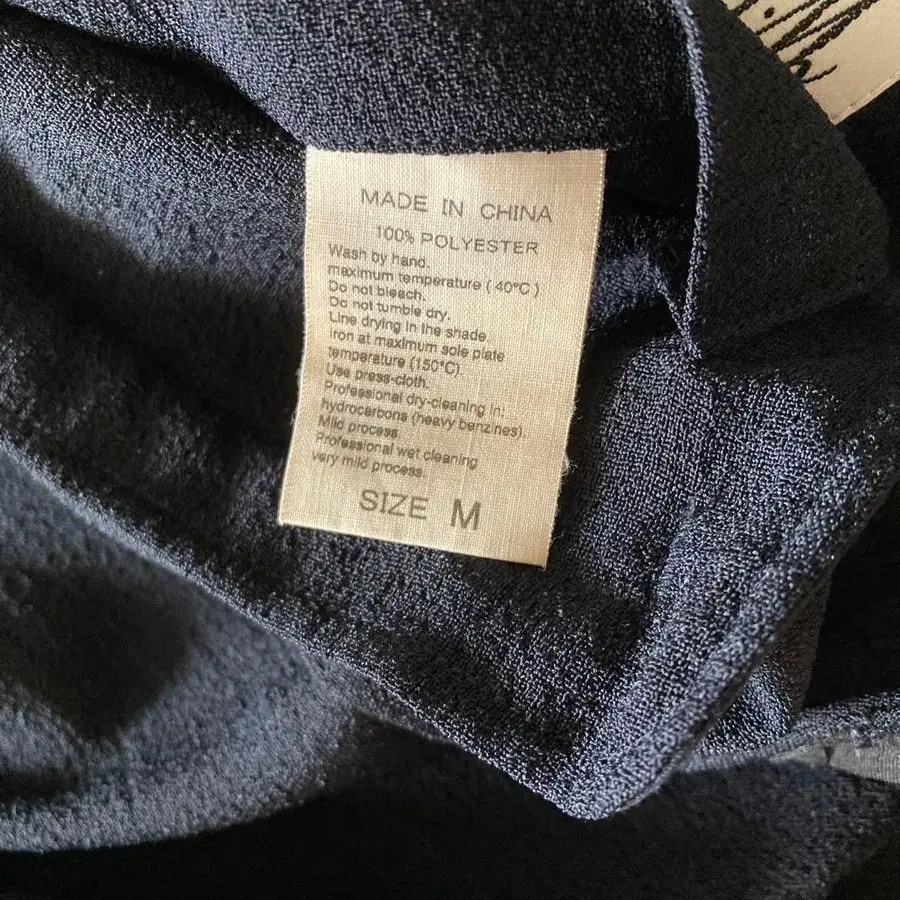 MADE IN CHINA
100% POLYESTER
Wash by hand.
maximum temperature ( 40°C )
Do not bleach.
Do not tumble dry.
Line drying in the shade
Iron at maximum sole plate
temperature (150°C).
Use press-cloth.
Professional dry-cleaning in:
hydrocarbons (heavy benzines).
Mild process
Professional wet cleaning
very mild process.
SIZE M